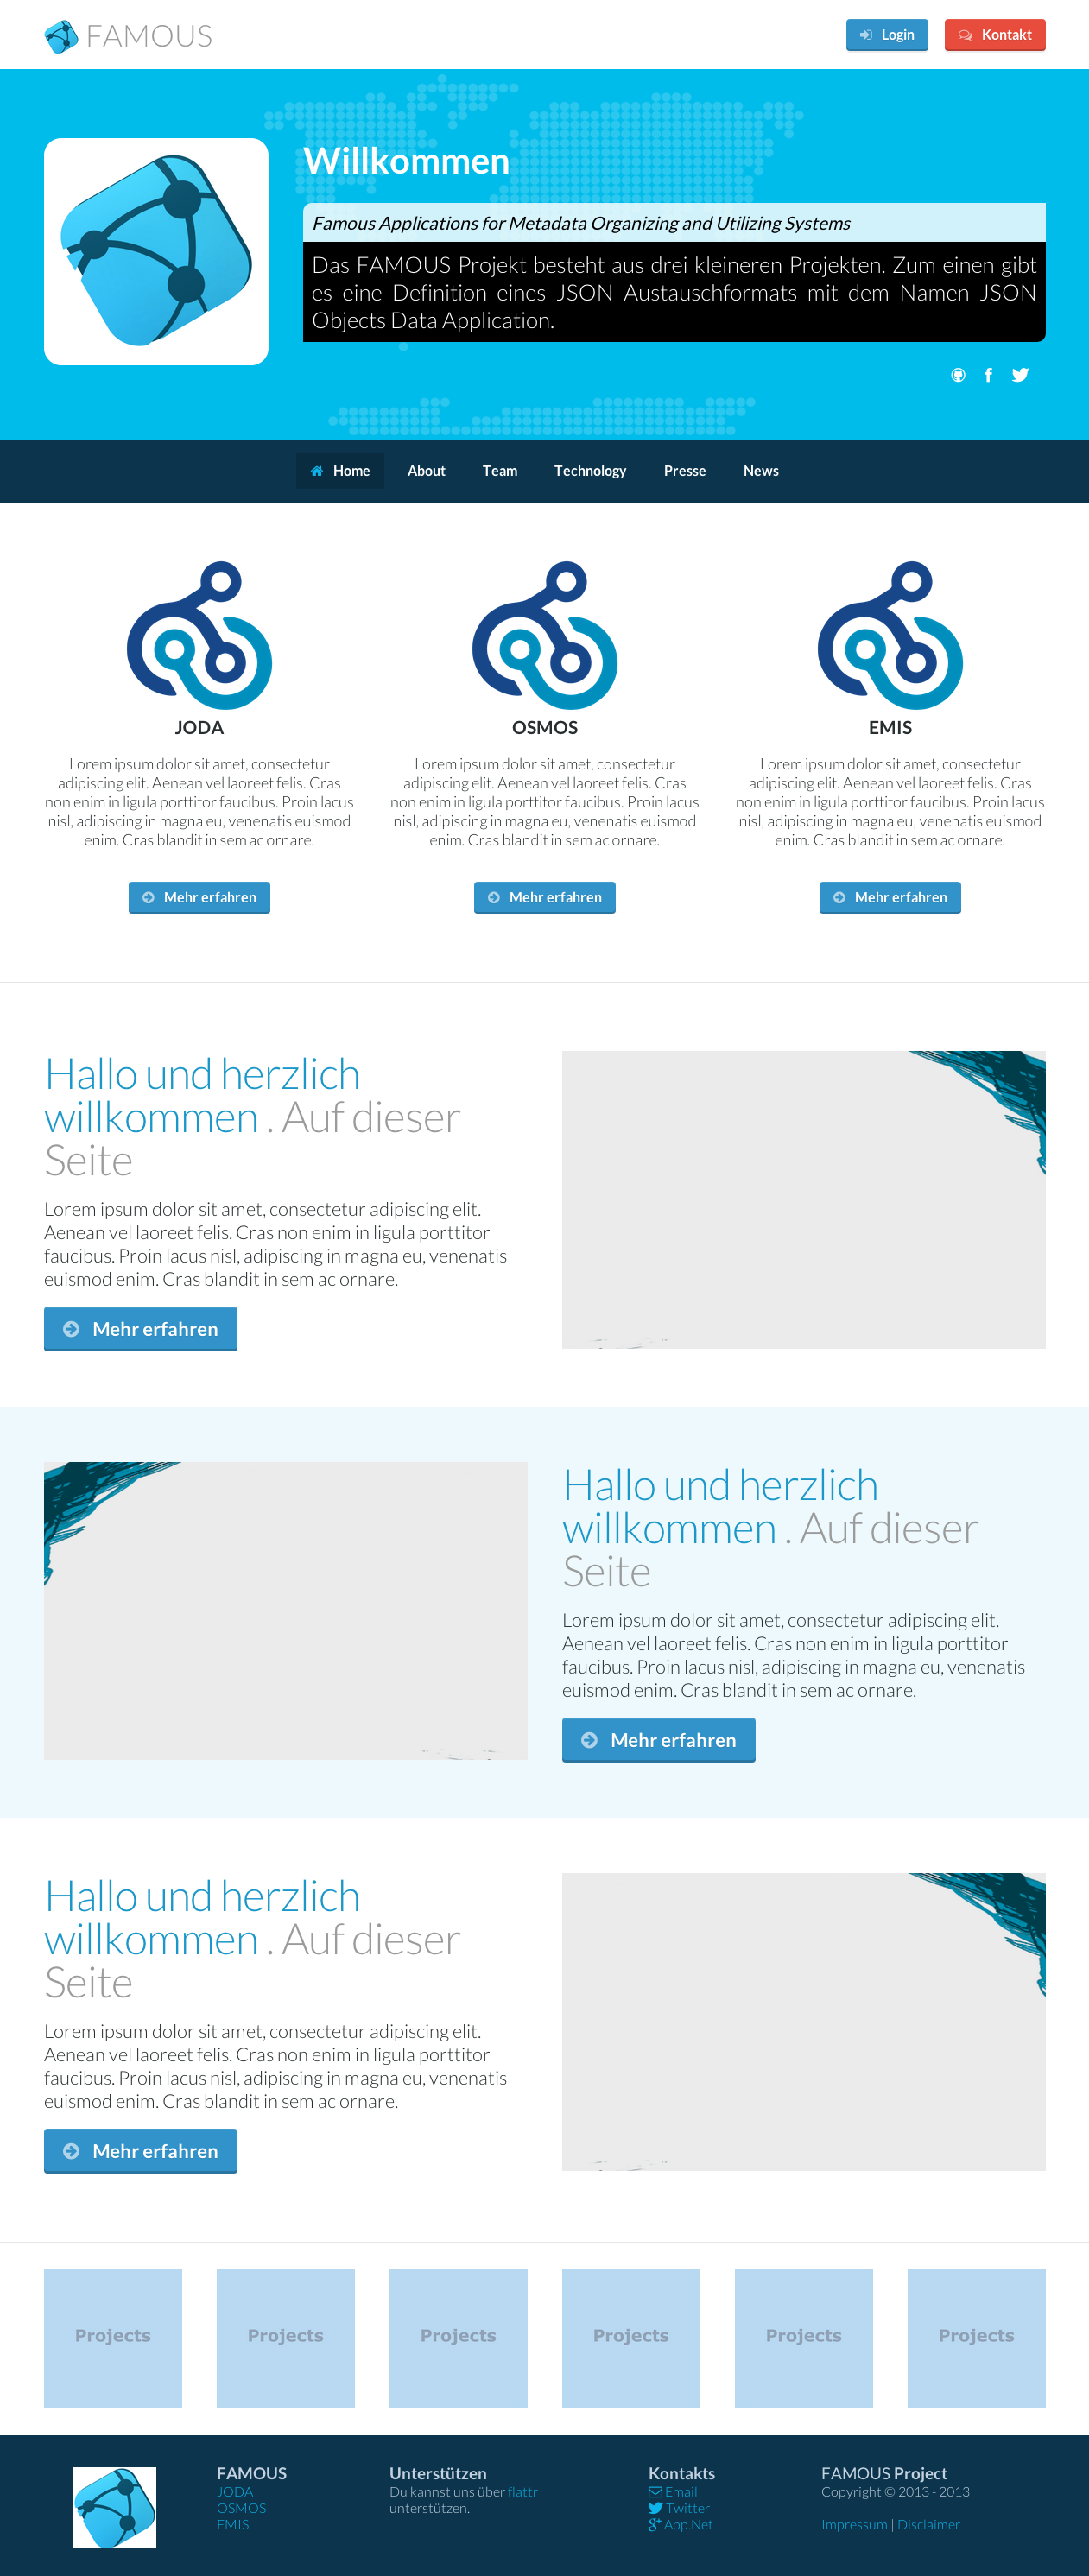 FAMOUS
Login
Kontakt
Willkommen
Famous Applications for Metadata Organizing and Utilizing Systems
Das FAMOUS Projekt besteht aus drei kleineren Projekten. Zum einen gibt
es eine Definition eines JSON Austauschformats mit dem Namen JSON
Objects Data Application.
Home About Team Technology Presse News
JODA
Lorem ipsum dolor sit amet, consectetur
adipiscing elit. Aenean vel laoreet felis. Cras
non enim in ligula porttitor faucibus. Proin lacus
nisl, adipiscing in magna eu, venenatis euismod
enim. Cras blandit in sem ac ornare.
Mehr erfahren
OSMOS
Lorem ipsum dolor sit amet, consectetur
adipiscing elit. Aenean vel laoreet felis. Cras
non enim in ligula porttitor faucibus. Proin lacus
nisl, adipiscing in magna eu, venenatis euismod
enim. Cras blandit in sem ac ornare.
Mehr erfahren
EMIS
Lorem ipsum dolor sit amet, consectetur
adipiscing elit. Aenean vel laoreet felis. Cras
non enim in ligula porttitor faucibus. Proin lacus
nisl, adipiscing in magna eu, venenatis euismod
enim. Cras blandit in sem ac ornare.
Mehr erfahren
Hallo und herzlich
willkommen . Auf dieser
Seite
Lorem ipsum dolor sit amet, consectetur adipiscing elit.
Aenean vel laoreet felis. Cras non enim in ligula porttitor
faucibus. Proin lacus nisl, adipiscing in magna eu, venenatis
euismod enim. Cras blandit in sem ac ornare.
Mehr erfahren
Hallo und herzlich
willkommen . Auf dieser
Seite
Lorem ipsum dolor sit amet, consectetur adipiscing elit.
Aenean vel laoreet felis. Cras non enim in ligula porttitor
faucibus. Proin lacus nisl, adipiscing in magna eu, venenatis
euismod enim. Cras blandit in sem ac ornare.
Mehr erfahren
Hallo und herzlich
willkommen . Auf dieser
Seite
Lorem ipsum dolor sit amet, consectetur adipiscing elit.
Aenean vel laoreet felis. Cras non enim in ligula porttitor
faucibus. Proin lacus nisl, adipiscing in magna eu, venenatis
euismod enim. Cras blandit in sem ac ornare.
Mehr erfahren
Projects Projects Projects Projects Projects Projects
FAMOUS
JODA
OSMOS
EMIS
Unterstützen
Du kannst uns über flattr
unterstützen.
Kontakts
Email
Twitter
App.Net
FAMOUS Project
Copyright © 2013 - 2013
Impressum | Disclaimer